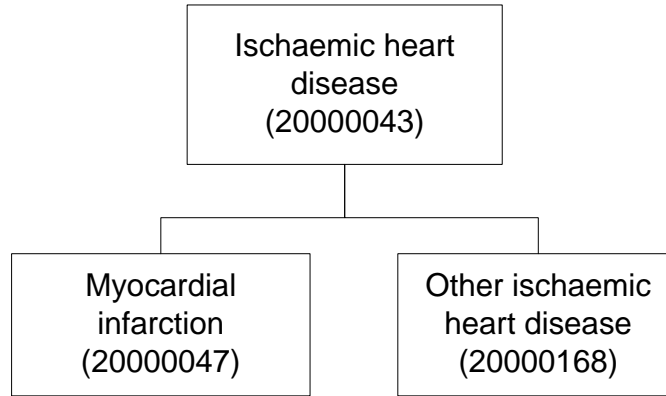 Ischaemic heart
disease
(20000043)
Myocardial
infarction
(20000047)
Other ischaemic
heart disease
(20000168)